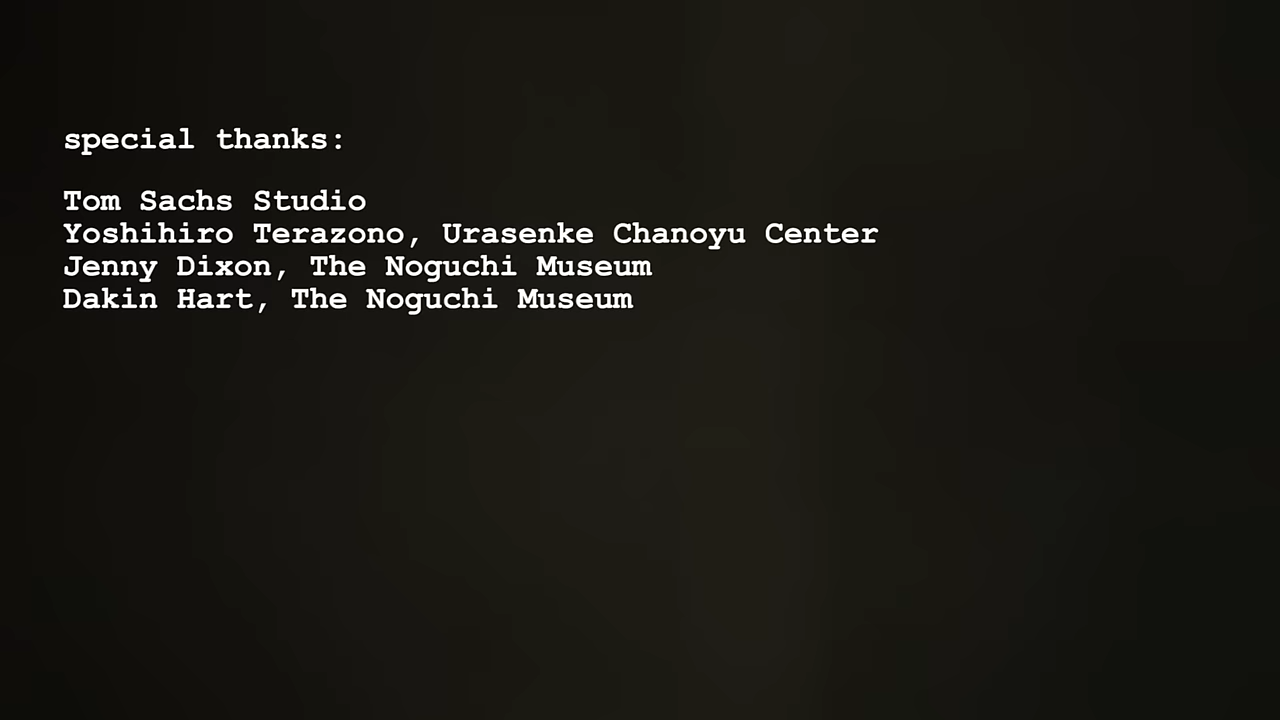 special thanks:
Tom Sachs Studio
Yoshihiro Terazono, Urasenke Chanoyu Center
Jenny Dixon, The Noguchi Museum
Dakin Hart, The Noguchi Museum